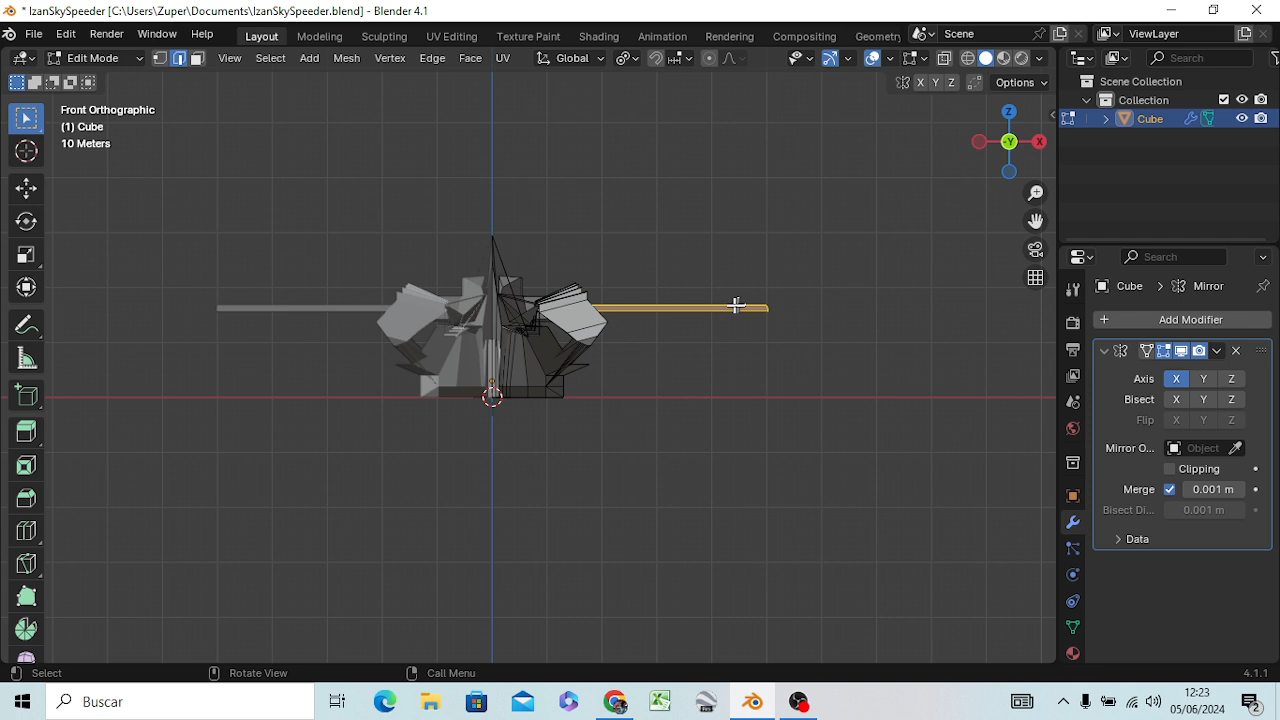 * IzanSkySpeeder [C:\Users\Zuper\Documents\IzanSkySpeeder.blend] - Blender 4.1
File Edit Render Window Help Layout Modeling Sculpting UV Editing Texture Paint Shading Animation Rendering Compositing Geometr Scene ViewLayer
Edit Mode View Select Add Mesh Vertex Edge Face UV Global Search
X Y Z Options
Front Orthographic
(1) Cube
10 Meters
Z
-Y X
Scene Collection
Collection
Cube
Search
Cube Mirror
Add Modifier
Axis X Y Z
Bisect X Y Z
Flip X Y Z
Mirror O... Object
Clipping
Merge 0.001 m
Bisect Di... 0.001 m
Data
Select Rotate View Call Menu 4.1.1
Buscar
12:23
05/06/2024
2